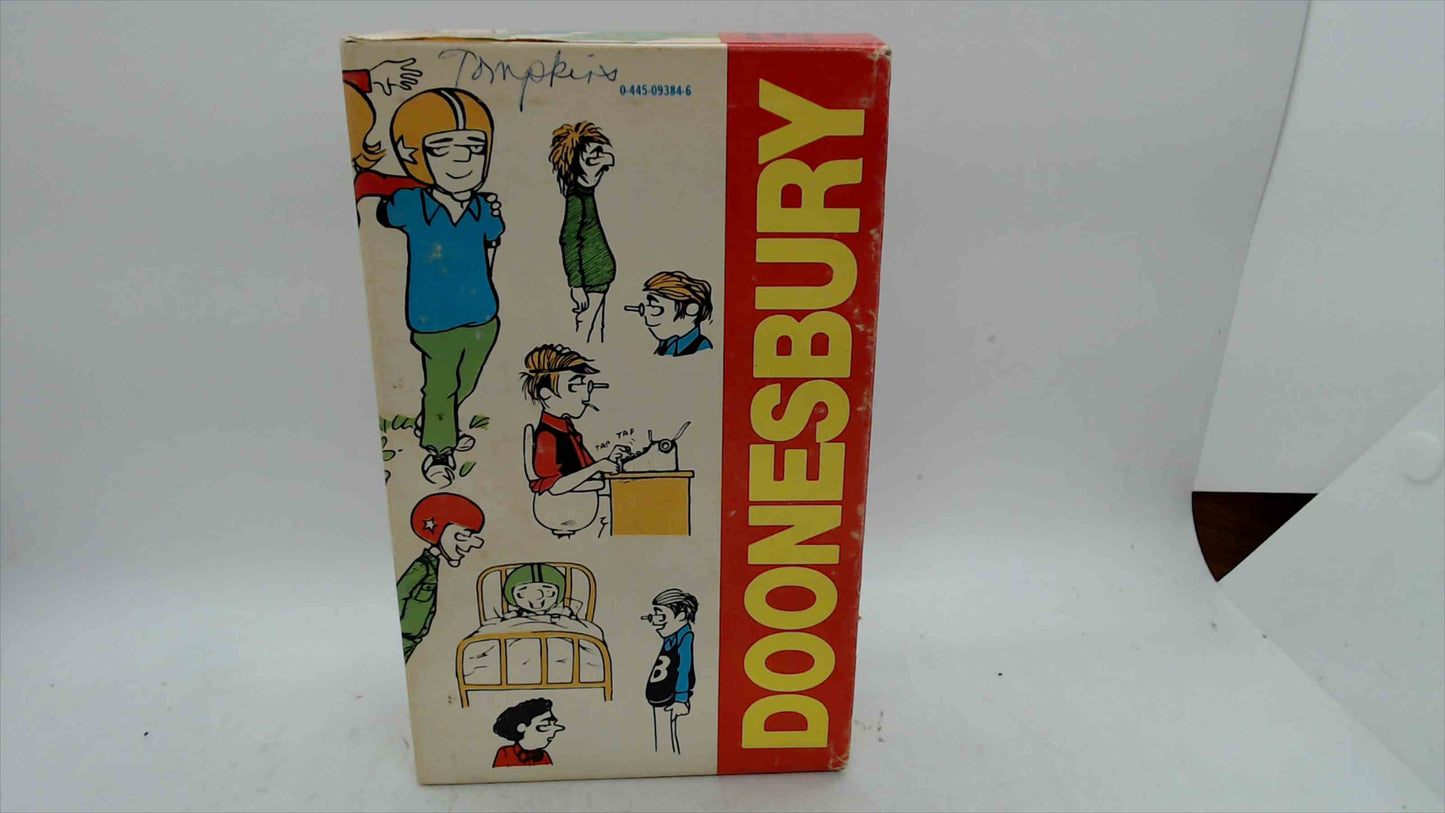 Tompkins
0-445-09384-6
TAP TAP
B
DOONESBURY